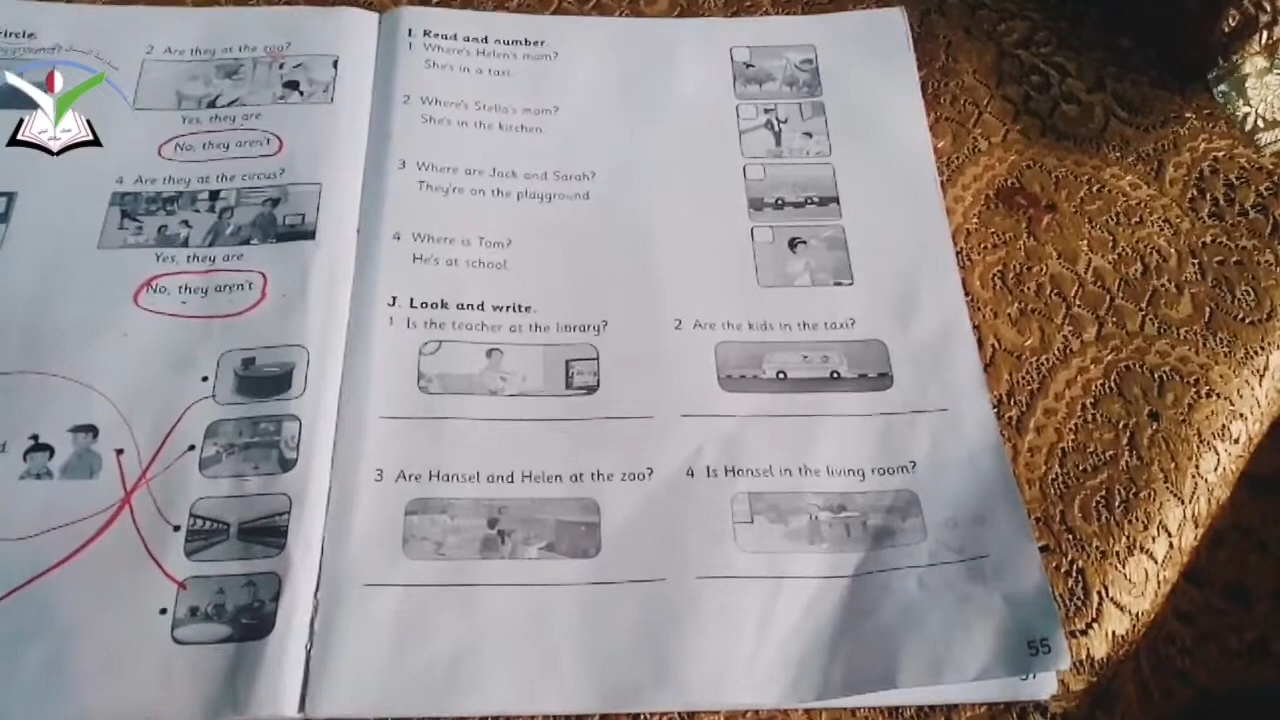 circle.
2 Are they at the zoo?
Yes, they are
No, they aren't
4 Are they at the circus?
Yes, they are
No, they aren't
I. Read and number.
1 Where's Helen's mom?
She's in a taxi.
2 Where's Stella's mom?
She's in the kitchen.
3 Where are Jack and Sarah?
They're on the playground
4 Where is Tom?
He's at school.
J. Look and write.
1 Is the teacher at the library?
2 Are the kids in the taxi?
3 Are Hansel and Helen at the zoo?
4 Is Hansel in the living room?
55